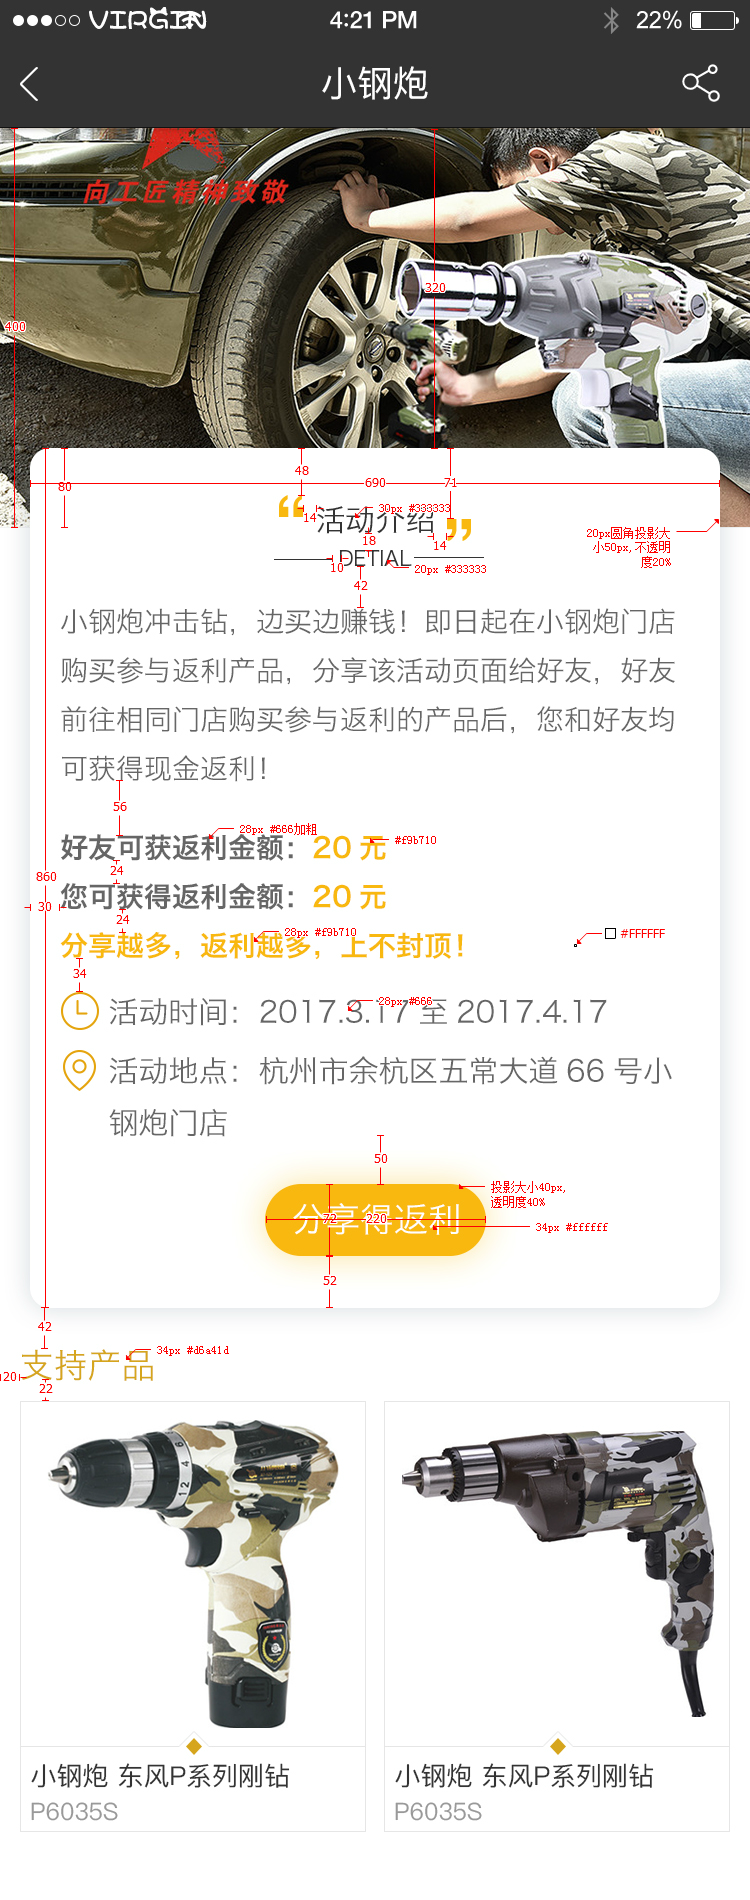 VIRGIN 4:21 PM 22%
小钢炮
向工匠精神致敬
320
400
48
80
690
71
“ 14 活动介绍 ” 30px #333333
18
14
20px圆角投影大
小50px,不透明
度20%
10 DETIAL 20px #333333
42
小钢炮冲击钻，边买边赚钱！即日起在小钢炮门店
购买参与返利产品，分享该活动页面给好友，好友
前往相同门店购买参与返利的产品后，您和好友均
可获得现金返利！
56
28px #666加粗
#f9b710
好友可获返利金额：20 元
24
860
您可获得返利金额：20 元
30
24
28px #f9b710
#FFFFFF
分享越多，返利越多，上不封顶！
34
28px #666
活动时间：2017.3.17 至 2017.4.17
活动地点：杭州市余杭区五常大道 66 号小
钢炮门店
50
投影大小40px,
透明度40%
分享得返利
72
220
34px #ffffff
52
42
34px #d6a41d
支持产品
20
22
6
4
2
12
小钢炮 东风P系列刚钻
P6035S
小钢炮 东风P系列刚钻
P6035S